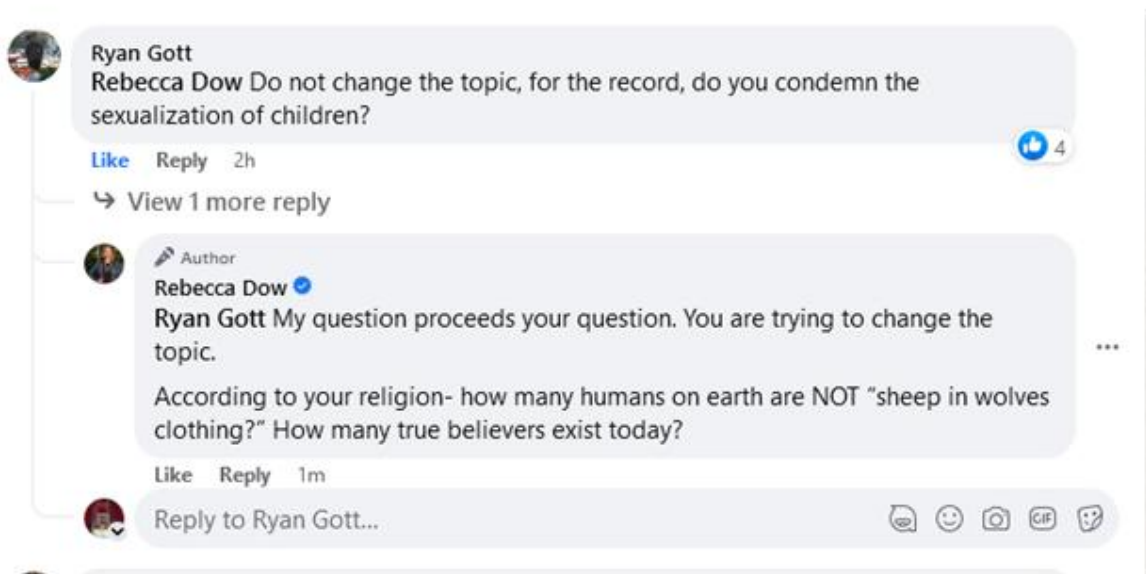 Ryan Gott
Rebecca Dow Do not change the topic, for the record, do you condemn the
sexualization of children?
Like Reply 2h
4
View 1 more reply
Author
Rebecca Dow
Ryan Gott My question proceeds your question. You are trying to change the
topic.
According to your religion- how many humans on earth are NOT “sheep in wolves
clothing?” How many true believers exist today?
Like Reply 1m
Reply to Ryan Gott...
GIF